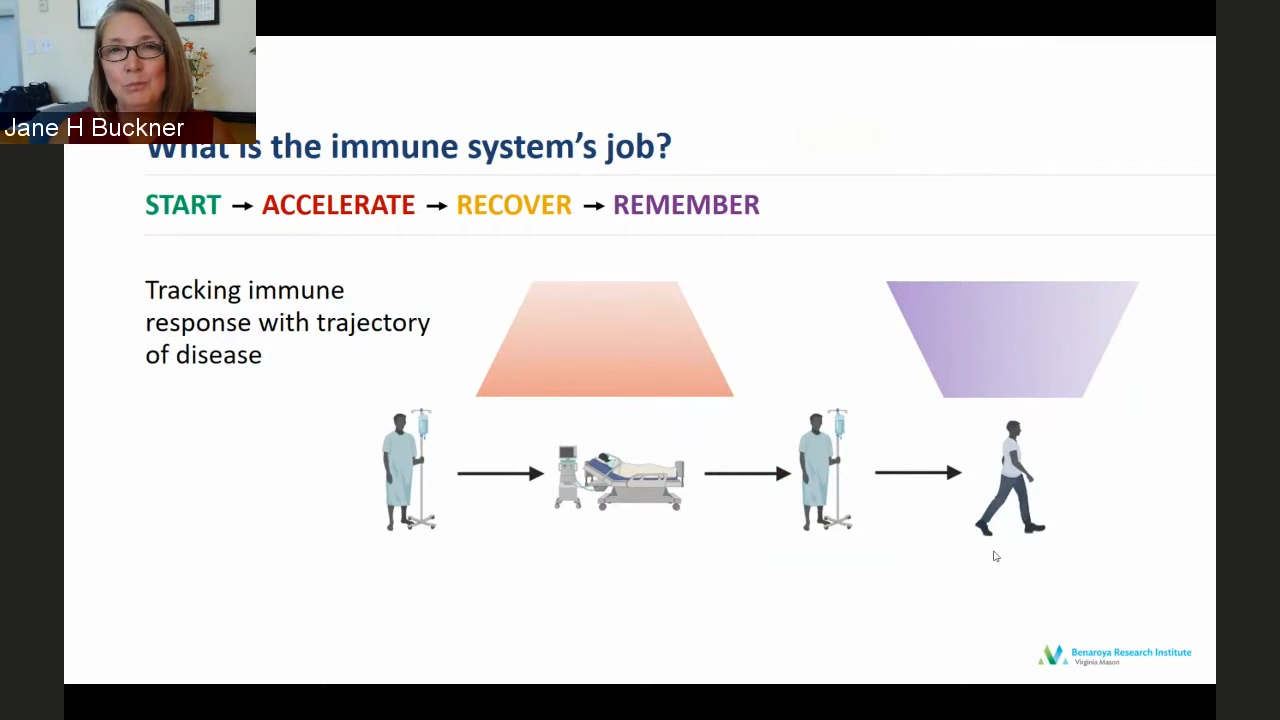 Jane H Buckner
What is the immune system's job?
START → ACCELERATE → RECOVER → REMEMBER
Tracking immune
response with trajectory
of disease
Benaroya Research Institute
Virginia Mason